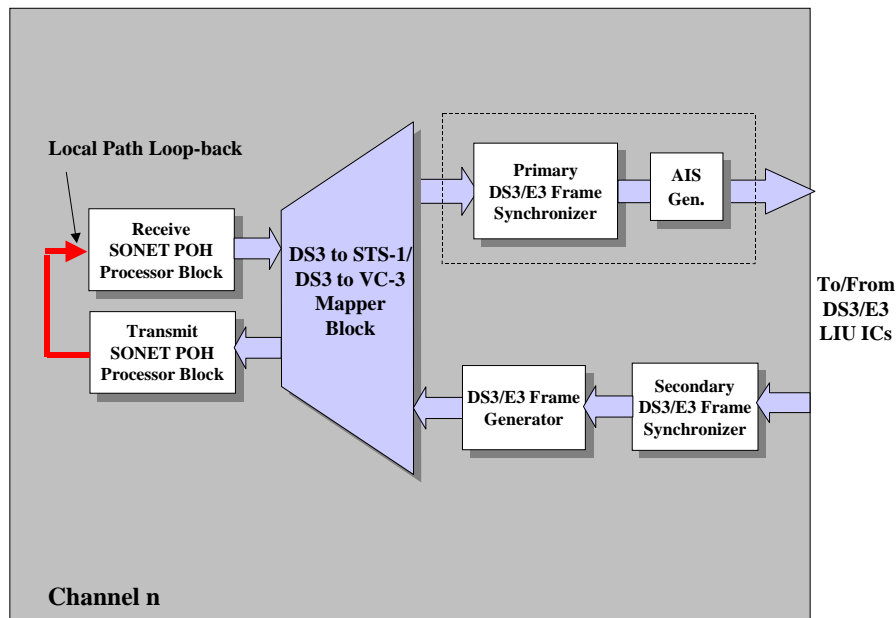 Local Path Loop-back
Receive
SONET POH
Processor Block
Transmit
SONET POH
Processor Block
DS3 to STS-1/
DS3 to VC-3
Mapper
Block
Primary
DS3/E3 Frame
Synchronizer
AIS
Gen.
DS3/E3 Frame
Generator
Secondary
DS3/E3 Frame
Synchronizer
To/From
DS3/E3
LIU ICs
Channel n